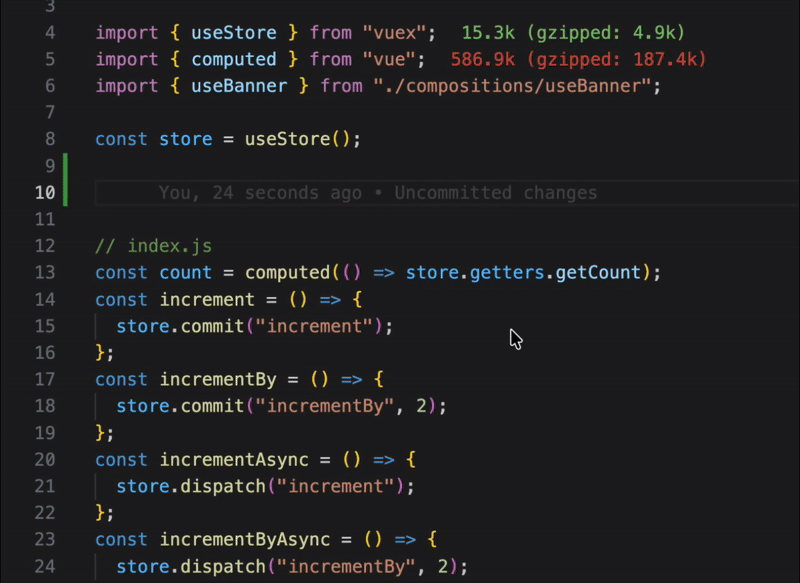 3
4 import { useStore } from "vuex"; 15.3k (gzipped: 4.9k)
5 import { computed } from "vue"; 586.9k (gzipped: 187.4k)
6 import { useBanner } from "./compositions/useBanner";
7
8 const store = useStore();
9
10 You, 24 seconds ago • Uncommitted changes
11
12 // index.js
13 const count = computed(() => store.getters.getCount);
14 const increment = () => {
15 store.commit("increment");
16 };
17 const incrementBy = () => {
18 store.commit("incrementBy", 2);
19 };
20 const incrementAsync = () => {
21 store.dispatch("increment");
22 };
23 const incrementByAsync = () => {
24 store.dispatch("incrementBy", 2);